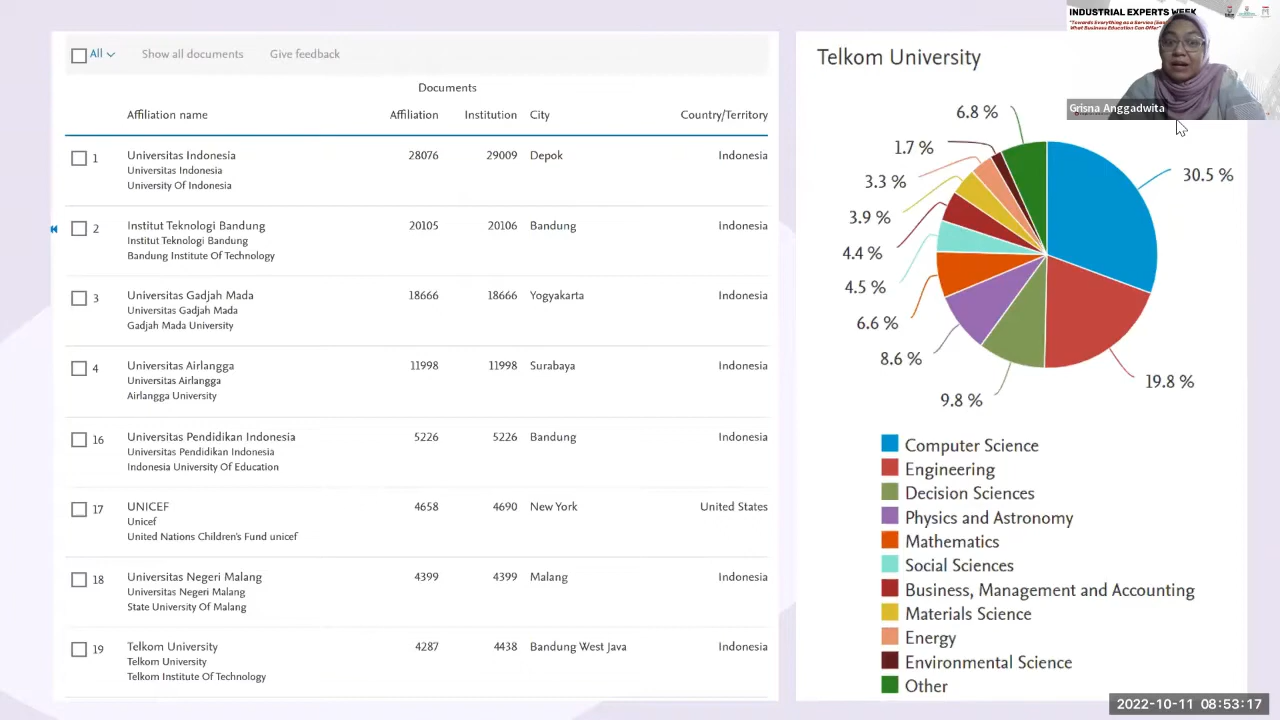 INDUSTRIAL EXPERTS WEEK
"Towards Everything as a Service
What Business Education Can Offer"
Grisna Anggadwita
All
Show all documents
Give feedback
Documents
Affiliation name Affiliation Institution City Country/Territory
1 Universitas Indonesia 28076 29009 Depok Indonesia
Universitas Indonesia
University Of Indonesia
2 Institut Teknologi Bandung 20105 20106 Bandung Indonesia
Institut Teknologi Bandung
Bandung Institute Of Technology
3 Universitas Gadjah Mada 18666 18666 Yogyakarta Indonesia
Universitas Gadjah Mada
Gadjah Mada University
4 Universitas Airlangga 11998 11998 Surabaya Indonesia
Universitas Airlangga
Airlangga University
16 Universitas Pendidikan Indonesia 5226 5226 Bandung Indonesia
Universitas Pendidikan Indonesia
Indonesia University Of Education
17 UNICEF 4658 4690 New York United States
Unicef
United Nations Children's Fund unicef
18 Universitas Negeri Malang 4399 4399 Malang Indonesia
Universitas Negeri Malang
State University Of Malang
19 Telkom University 4287 4438 Bandung West Java Indonesia
Telkom University
Telkom Institute Of Technology
Telkom University
6.8 %
1.7 %
3.3 %
3.9 %
4.4 %
4.5 %
6.6 %
8.6 %
9.8 %
19.8 %
30.5 %
Computer Science
Engineering
Decision Sciences
Physics and Astronomy
Mathematics
Social Sciences
Business, Management and Accounting
Materials Science
Energy
Environmental Science
Other
2022-10-11 08:53:17